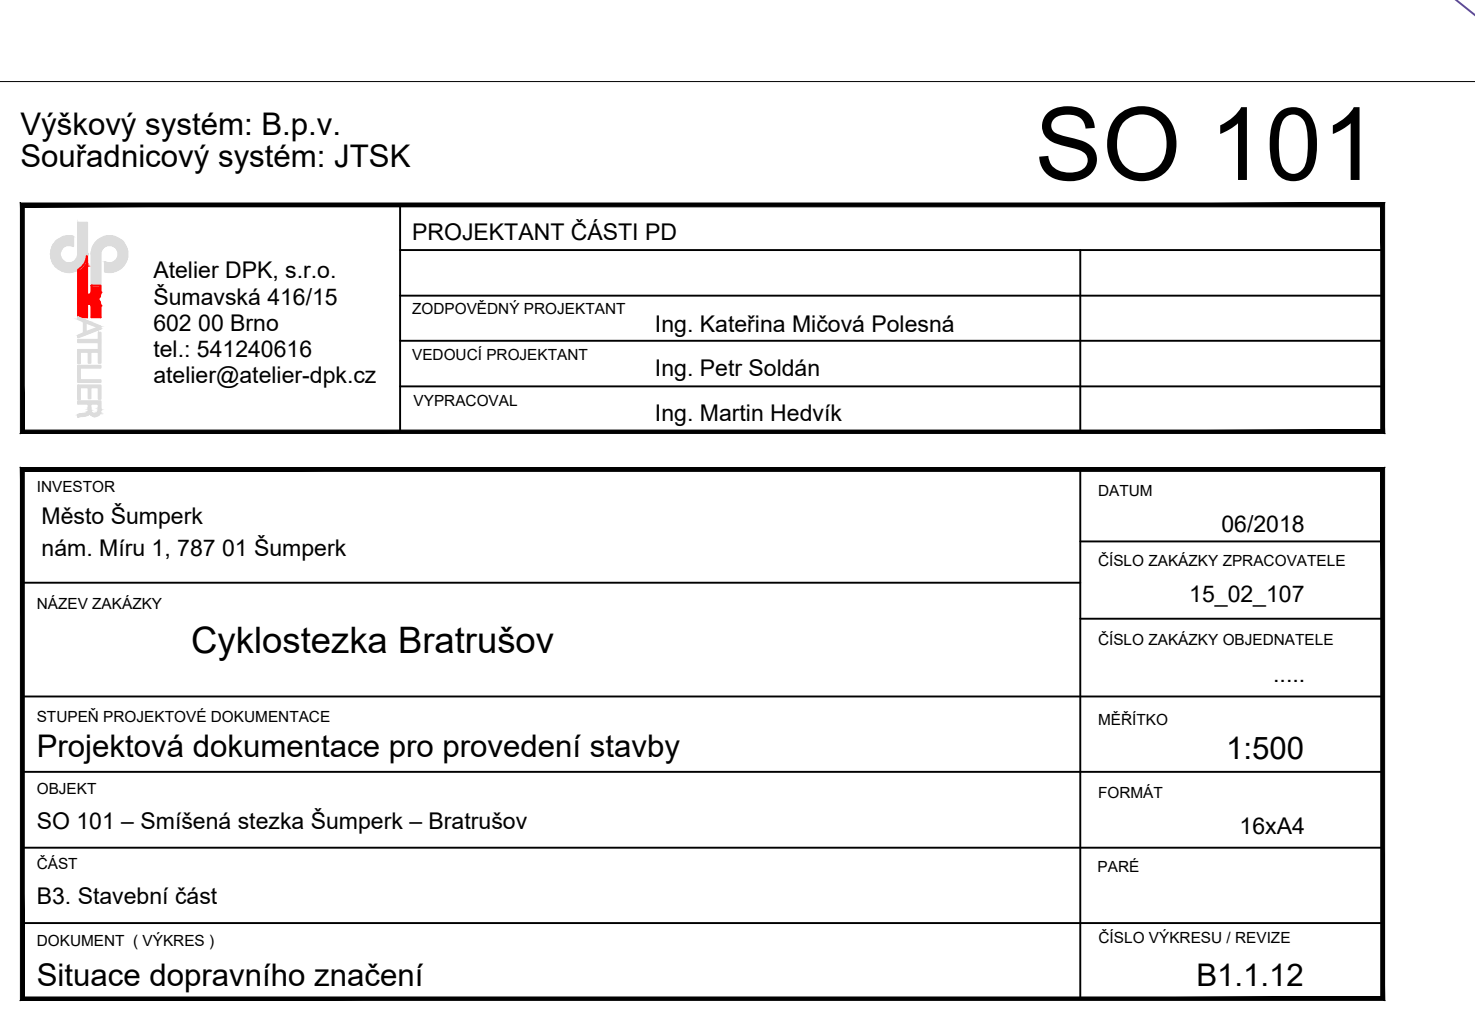 Výškový systém: B.p.v.
Souřadnicový systém: JTSK
SO 101
dpk ATELIER
Atelier DPK, s.r.o.
Šumavská 416/15
602 00 Brno
tel.: 541240616
atelier@atelier-dpk.cz
PROJEKTANT ČÁSTI PD
ZODPOVĚDNÝ PROJEKTANT
Ing. Kateřina Mičová Polesná
VEDOUCÍ PROJEKTANT
Ing. Petr Soldán
VYPRACOVAL
Ing. Martin Hedvík
INVESTOR
Město Šumperk
nám. Míru 1, 787 01 Šumperk
DATUM
06/2018
ČÍSLO ZAKÁZKY ZPRACOVATELE
15_02_107
NÁZEV ZAKÁZKY
Cyklostezka Bratrušov
ČÍSLO ZAKÁZKY OBJEDNATELE
.....
STUPEŇ PROJEKTOVÉ DOKUMENTACE
Projektová dokumentace pro provedení stavby
MĚŘÍTKO
1:500
OBJEKT
SO 101 – Smíšená stezka Šumperk – Bratrušov
FORMÁT
16xA4
ČÁST
B3. Stavební část
PARÉ
DOKUMENT ( VÝKRES )
Situace dopravního značení
ČÍSLO VÝKRESU / REVIZE
B1.1.12